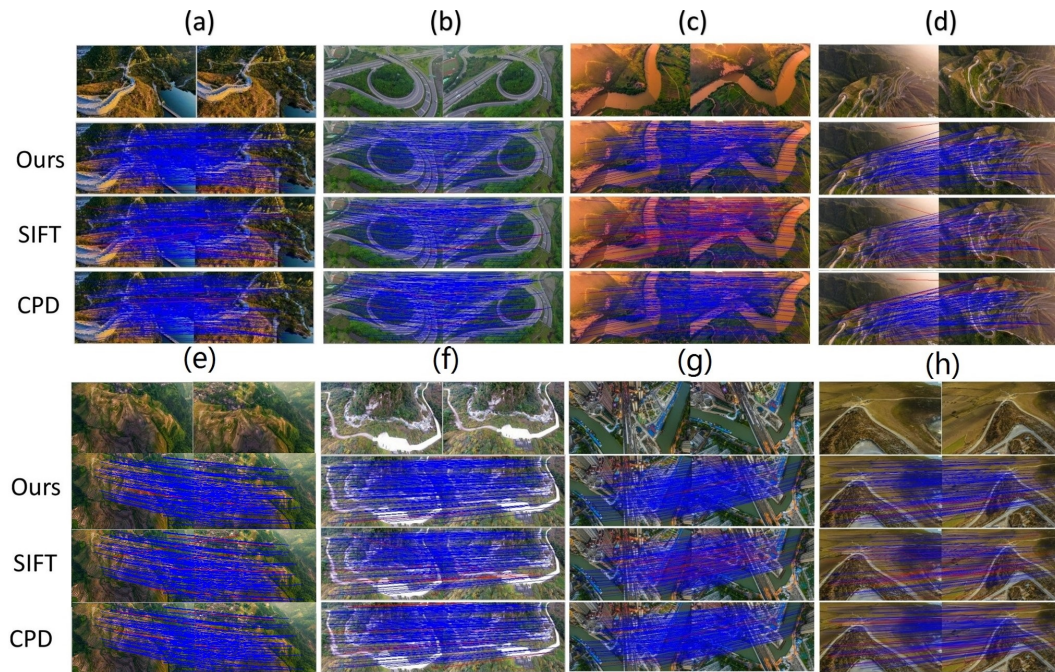 (a) (b) (c) (d)
Ours
SIFT
CPD
(e) (f) (g) (h)
Ours
SIFT
CPD